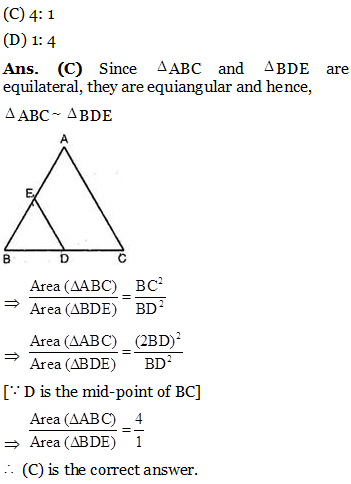 (C) 4: 1
(D) 1: 4
Ans. (C) Since ΔABC and ΔBDE are
equilateral, they are equiangular and hence,
ΔABC ~ ΔBDE
A
E
B D C
⇒ Area (ΔABC) / Area (ΔBDE) = BC² / BD²
⇒ Area (ΔABC) / Area (ΔBDE) = (2BD)² / BD²
[∵ D is the mid-point of BC]
⇒ Area (ΔABC) / Area (ΔBDE) = 4 / 1
∴ (C) is the correct answer.